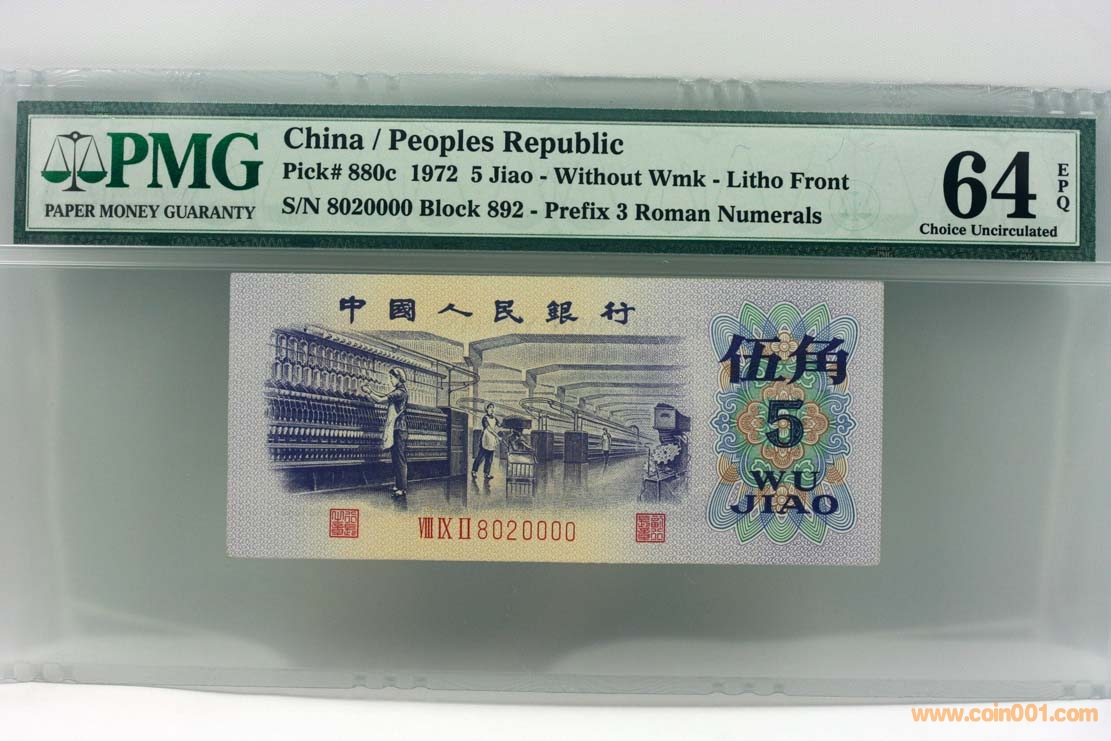 PMG
PAPER MONEY GUARANTY
China / Peoples Republic
Pick# 880c 1972 5 Jiao - Without Wmk - Litho Front
S/N 8020000 Block 892 - Prefix 3 Roman Numerals
64
EPQ
Choice Uncirculated
中國人民銀行
伍角
5
WU
JIAO
VIII IX II 8020000
www.coin001.com